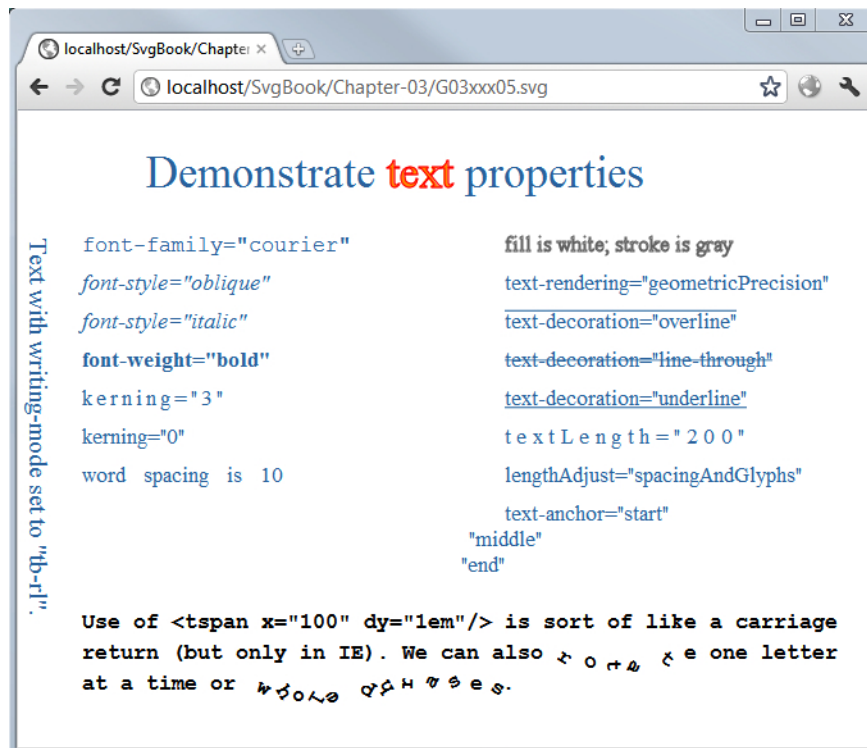 localhost/SvgBook/Chapter
localhost/SvgBook/Chapter-03/G03xxx05.svg
Demonstrate text properties
Text with writing-mode set to "tb-rl".
font-family="courier"
font-style="oblique"
font-style="italic"
font-weight="bold"
kerning="3"
kerning="0"
word spacing is 10
fill is white; stroke is gray
text-rendering="geometricPrecision"
text-decoration="overline"
text-decoration="line-through"
text-decoration="underline"
textLength="200"
lengthAdjust="spacingAndGlyphs"
text-anchor="start"
"middle"
"end"
Use of <tspan x="100" dy="1em"/> is sort of like a carriage
return (but only in IE). We can also rotate one letter
at a time or whole phrases.